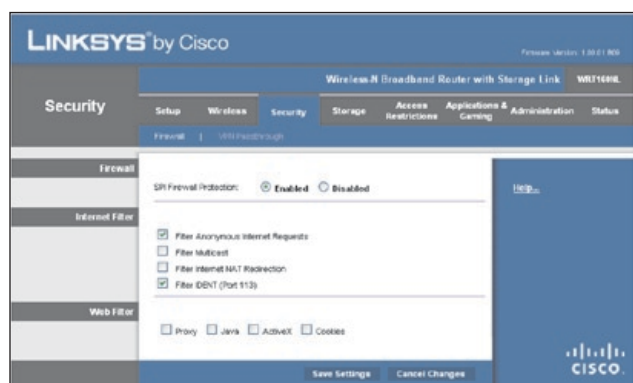 LINKSYS® by Cisco
Firmware Version: 1.00.01 B09
Wireless-N Broadband Router with Storage Link WRT160NL
Security
Setup Wireless Security Storage Access Restrictions Applications & Gaming Administration Status
Firewall | VPN Passthrough
Firewall
SPI Firewall Protection: Enabled Disabled
Help...
Internet Filter
Filter Anonymous Internet Requests
Filter Multicast
Filter Internet NAT Redirection
Filter IDENT (Port 113)
Web Filter
Proxy Java ActiveX Cookies
Save Settings Cancel Changes
CISCO.